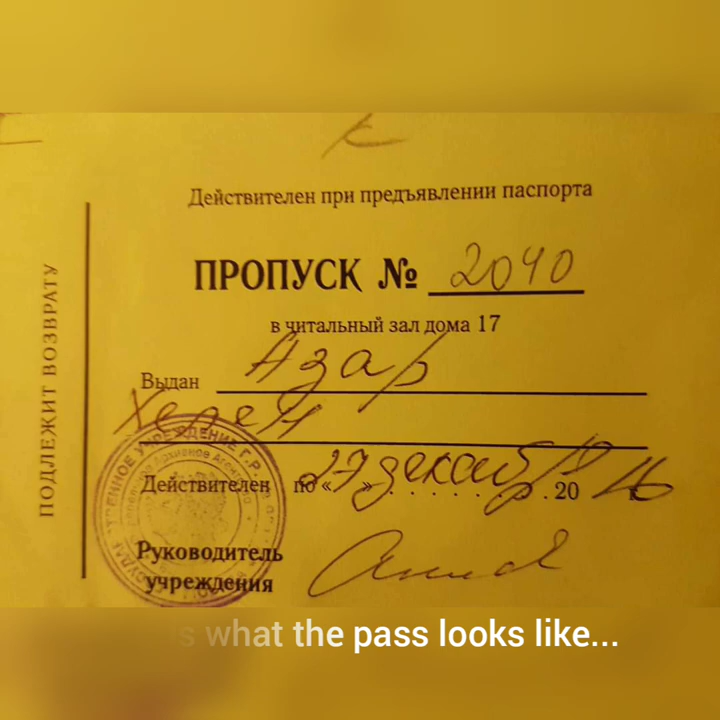 Действителен при предъявлении паспорта
ПРОПУСК № 2040
в читальный зал дома 17
Выдан Азар
Хелен
Действителен по «27» декабря 2016
Руководитель
учреждения
ПОДЛЕЖИТ ВОЗВРАТУ
what the pass looks like...